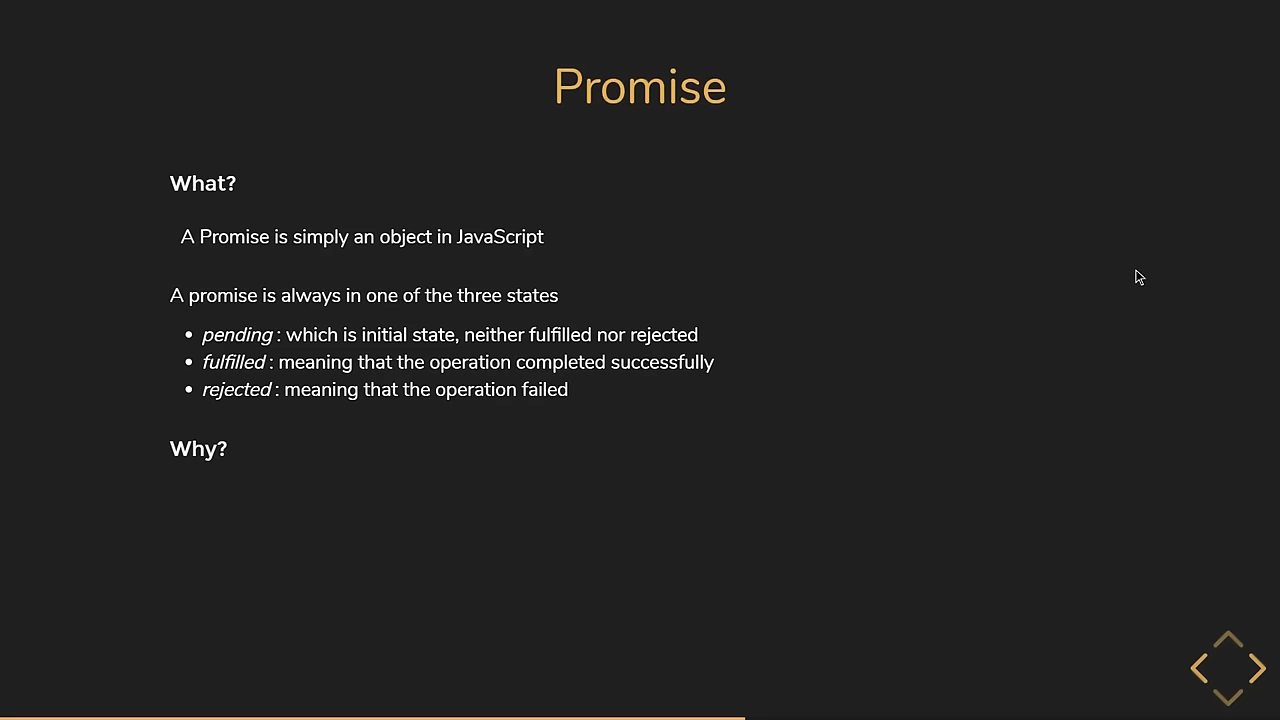 Promise
What?
A Promise is simply an object in JavaScript
A promise is always in one of the three states
• pending : which is initial state, neither fulfilled nor rejected
• fulfilled : meaning that the operation completed successfully
• rejected : meaning that the operation failed
Why?